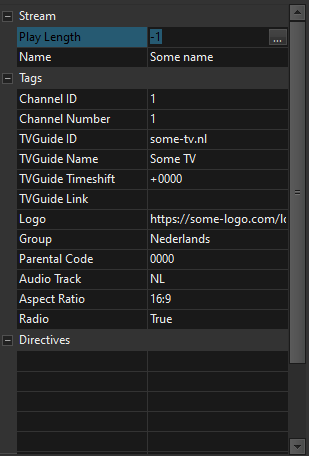 Stream
Play Length -1 ...
Name Some name
Tags
Channel ID 1
Channel Number 1
TVGuide ID some-tv.nl
TVGuide Name Some TV
TVGuide Timeshift +0000
TVGuide Link
Logo https://some-logo.com/lo
Group Nederlands
Parental Code 0000
Audio Track NL
Aspect Ratio 16:9
Radio True
Directives